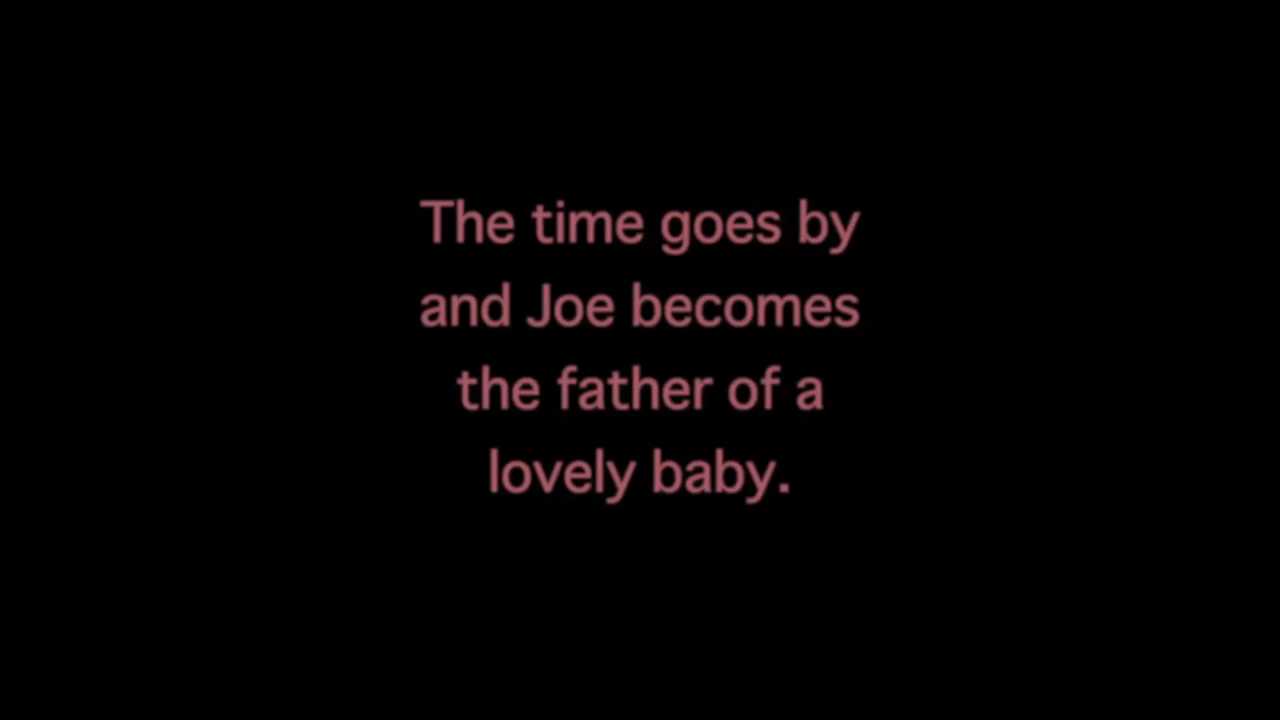 The time goes by
and Joe becomes
the father of a
lovely baby.